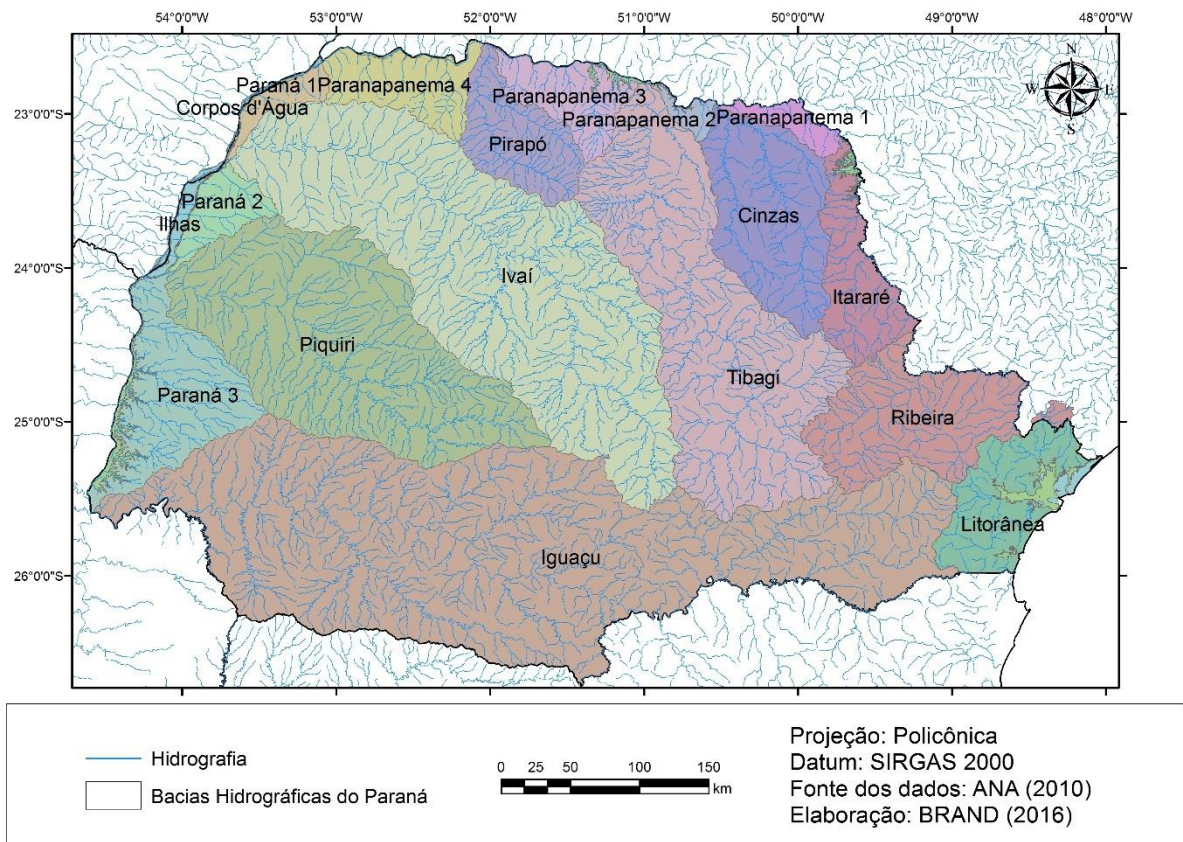 54°0'0"W 53°0'0"W 52°0'0"W 51°0'0"W 50°0'0"W 49°0'0"W 48°0'0"W
N
W E
S
Paraná 1 Paranapanema 4
Paranapanema 3
Corpos d'Água
23°0'0"S
Paranapanema 2 Paranapanema 1
Pirapó
Paraná 2
Cinzas
Ilhas
24°0'0"S
Ivaí
Itararé
Piquiri
Tibagi
Paraná 3
25°0'0"S
Ribeira
Litorânea
Iguaçu
26°0'0"S
Hidrografia
Bacias Hidrográficas do Paraná
0 25 50 100 150
km
Projeção: Policônica
Datum: SIRGAS 2000
Fonte dos dados: ANA (2010)
Elaboração: BRAND (2016)